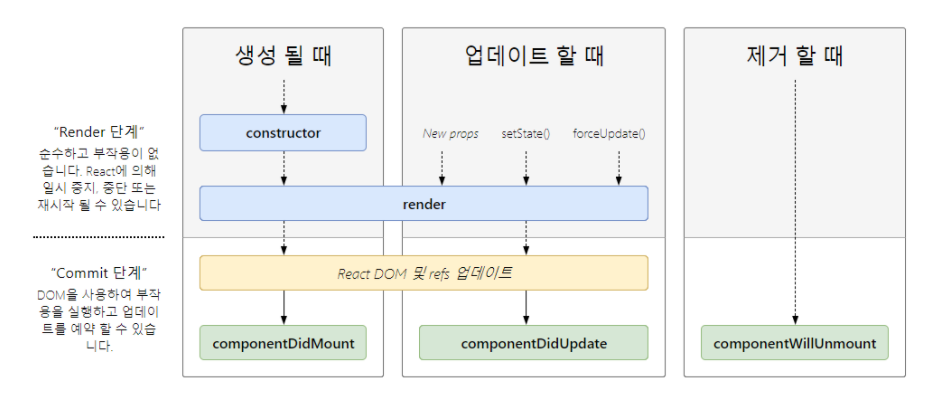 생성 될 때
업데이트 할 때
제거 할 때
“Render 단계”
순수하고 부작용이 없
습니다. React에 의해
일시 중지, 중단 또는
재시작 될 수 있습니다
constructor
New props
setState()
forceUpdate()
render
“Commit 단계”
DOM을 사용하여 부작
용을 실행하고 업데이
트를 예약 할 수 있습
니다.
React DOM 및 refs 업데이트
componentDidMount
componentDidUpdate
componentWillUnmount